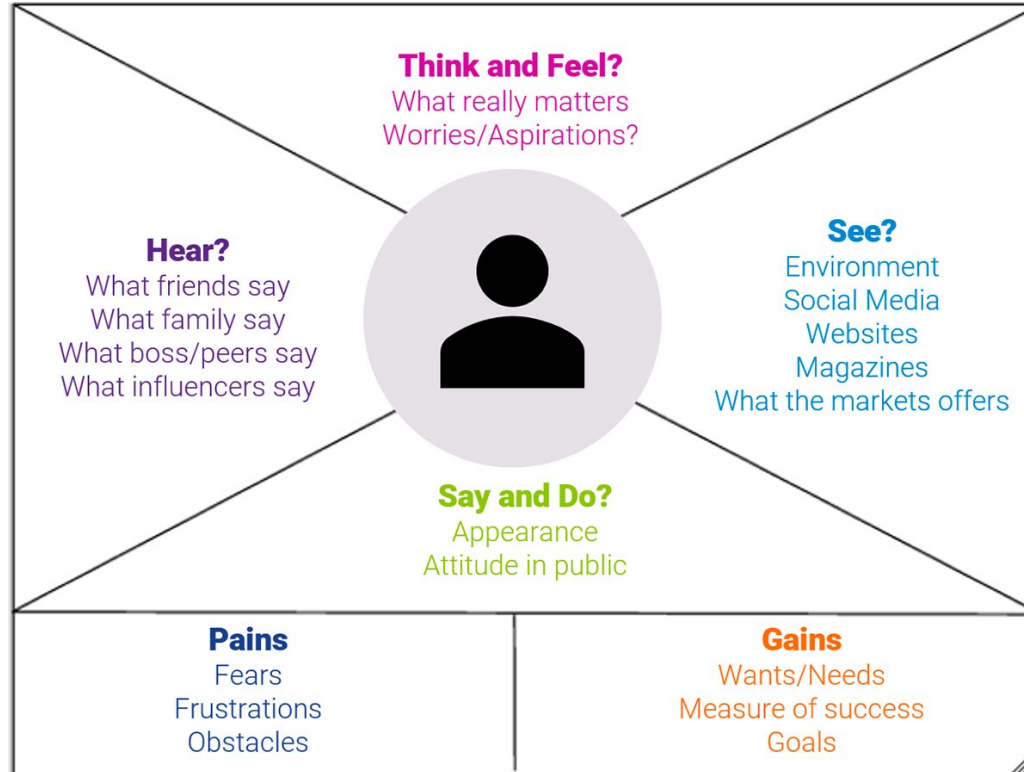 Think and Feel?
What really matters
Worries/Aspirations?
Hear?
What friends say
What family say
What boss/peers say
What influencers say
See?
Environment
Social Media
Websites
Magazines
What the markets offers
Say and Do?
Appearance
Attitude in public
Pains
Fears
Frustrations
Obstacles
Gains
Wants/Needs
Measure of success
Goals